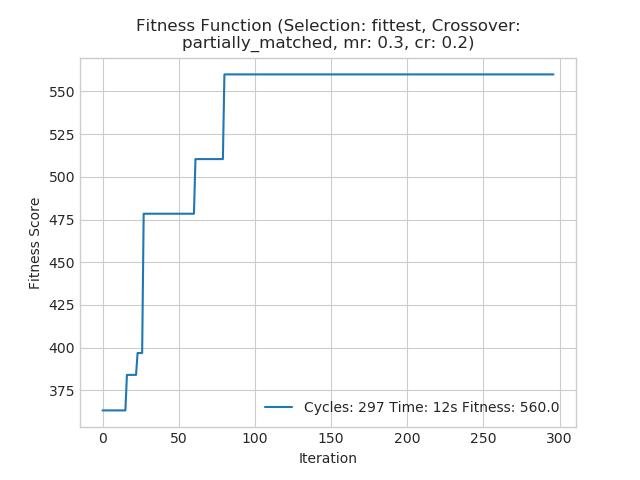 Fitness Function (Selection: fittest, Crossover:
partially_matched, mr: 0.3, cr: 0.2)
Fitness Score
550
525
500
475
450
425
400
375
Cycles: 297 Time: 12s Fitness: 560.0
0 50 100 150 200 250 300
Iteration